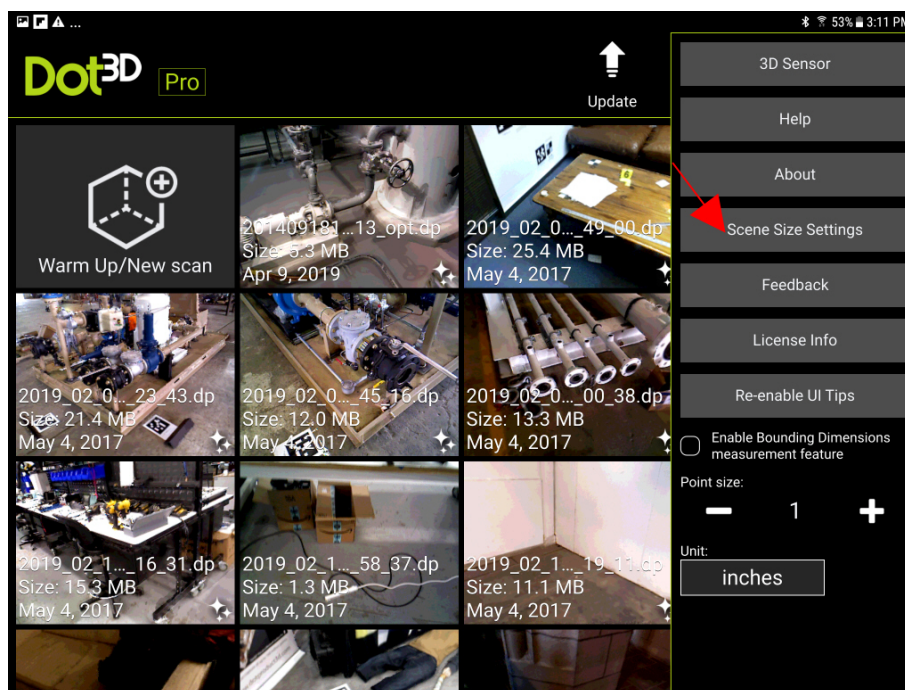 ... 53% 3:11 PM
Dot3D Pro
Update
3D Sensor
Help
About
Scene Size Settings
Feedback
License Info
Re-enable UI Tips
Enable Bounding Dimensions
measurement feature
Point size:
1
Unit:
inches
Warm Up/New scan
201409181...13_opt.dp
Size: 5.3 MB
Apr 9, 2019
2019_02_0..._49_00.dp
Size: 25.4 MB
May 4, 2017
6
2019_02_0..._23_43.dp
Size: 21.4 MB
May 4, 2017
2019_02_0..._45_16.dp
Size: 12.0 MB
May 4, 2017
2019_02_0..._00_38.dp
Size: 13.3 MB
May 4, 2017
2019_02_1..._16_31.dp
Size: 15.3 MB
May 4, 2017
2019_02_1..._58_37.dp
Size: 1.3 MB
May 4, 2017
2019_02_1..._19_11.dp
Size: 11.1 MB
May 4, 2017